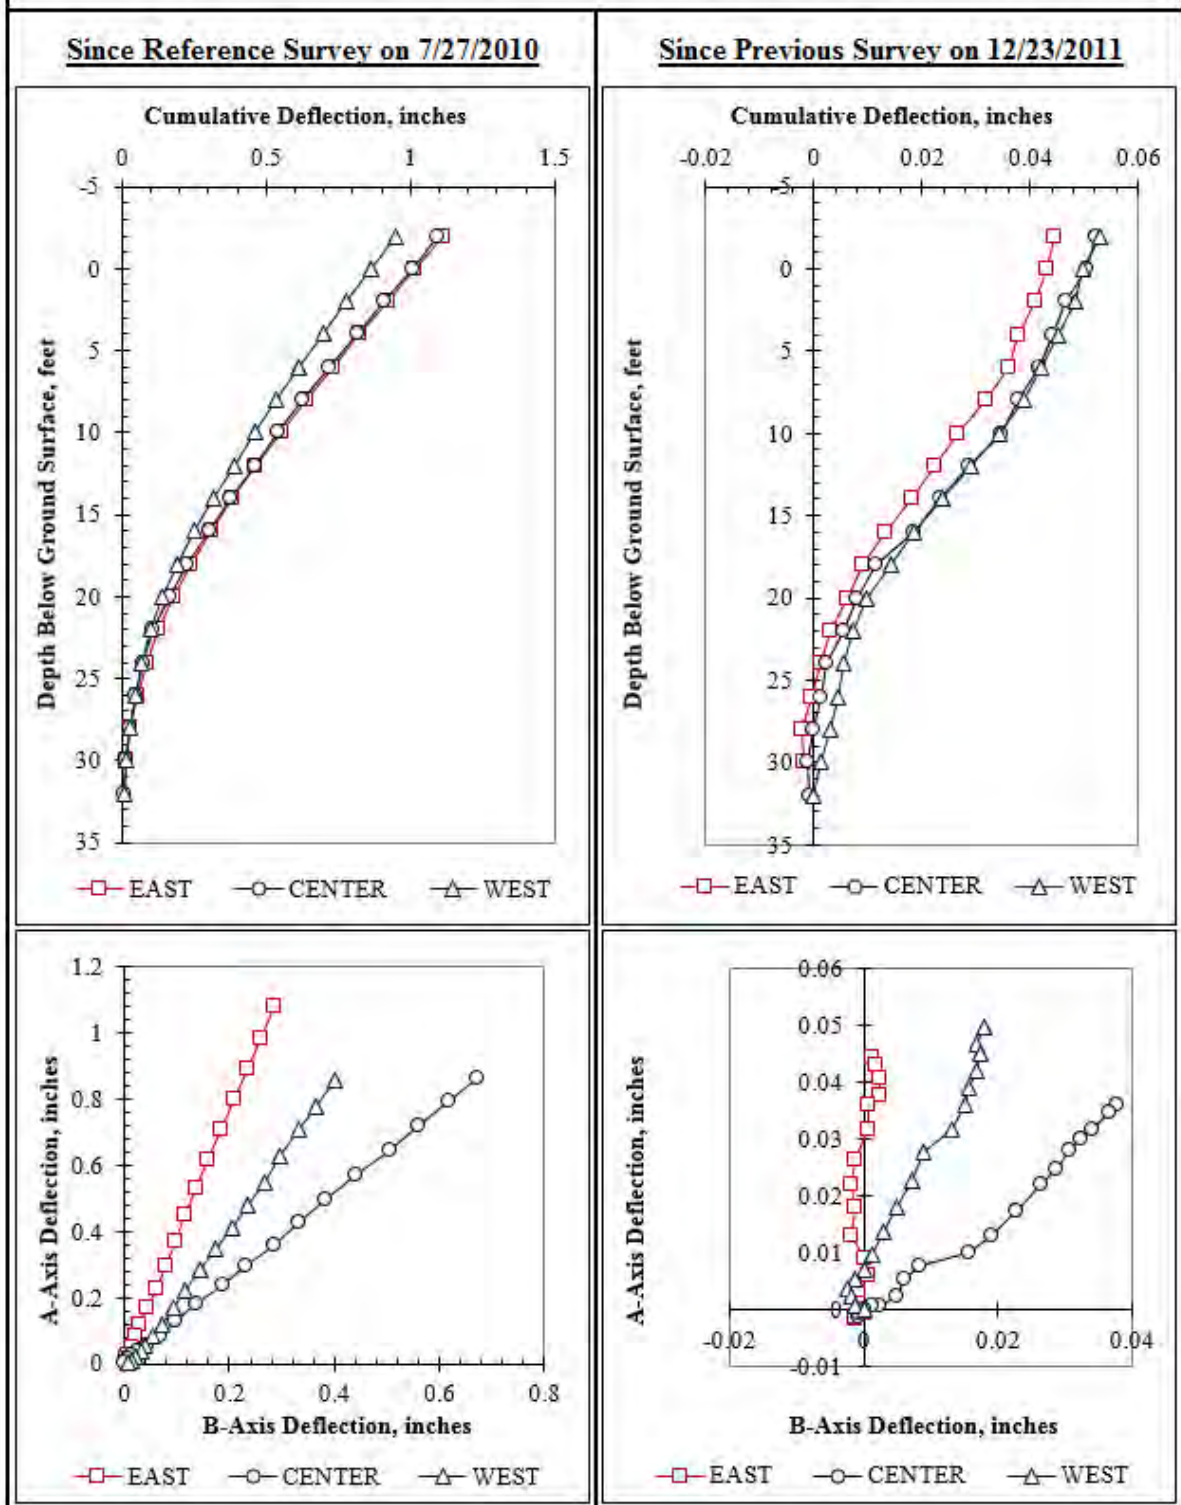 Since Reference Survey on 7/27/2010
Cumulative Deflection, inches
0 0.5 1 1.5
-5
0
5
10
15
20
25
30
35
Depth Below Ground Surface, feet
EAST CENTER WEST
Since Previous Survey on 12/23/2011
Cumulative Deflection, inches
-0.02 0 0.02 0.04 0.06
-5
0
5
10
15
20
25
30
35
Depth Below Ground Surface, feet
EAST CENTER WEST
1.2
1
0.8
0.6
0.4
0.2
0
A-Axis Deflection, inches
0 0.2 0.4 0.6 0.8
B-Axis Deflection, inches
EAST CENTER WEST
0.06
0.05
0.04
0.03
0.02
0.01
0
-0.01
A-Axis Deflection, inches
-0.02 0 0.02 0.04
B-Axis Deflection, inches
EAST CENTER WEST